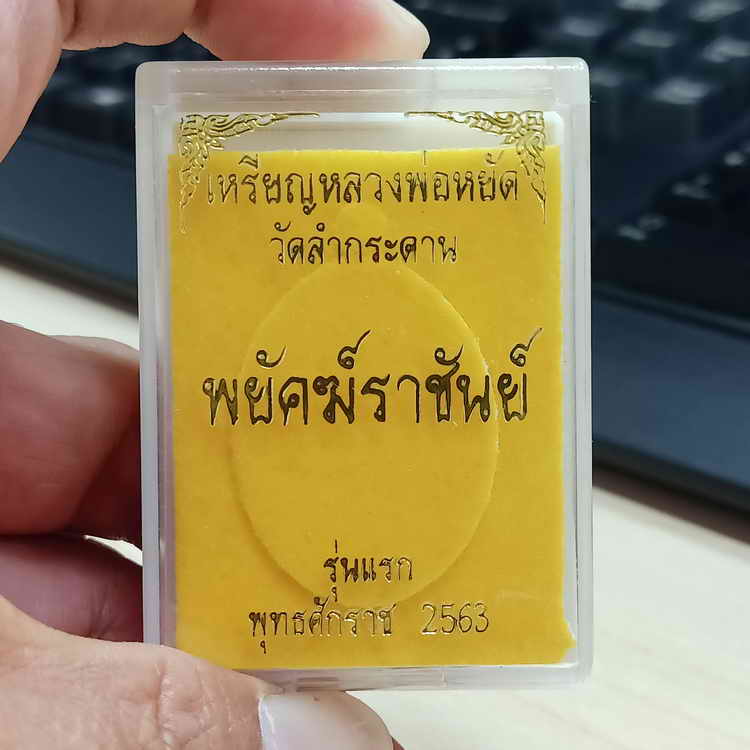 เหรียญหลวงพ่อหยัด
วัดลำกระดาน
พยัคฆ์ราชันย์
รุ่นแรก
พุทธศักราช 2563